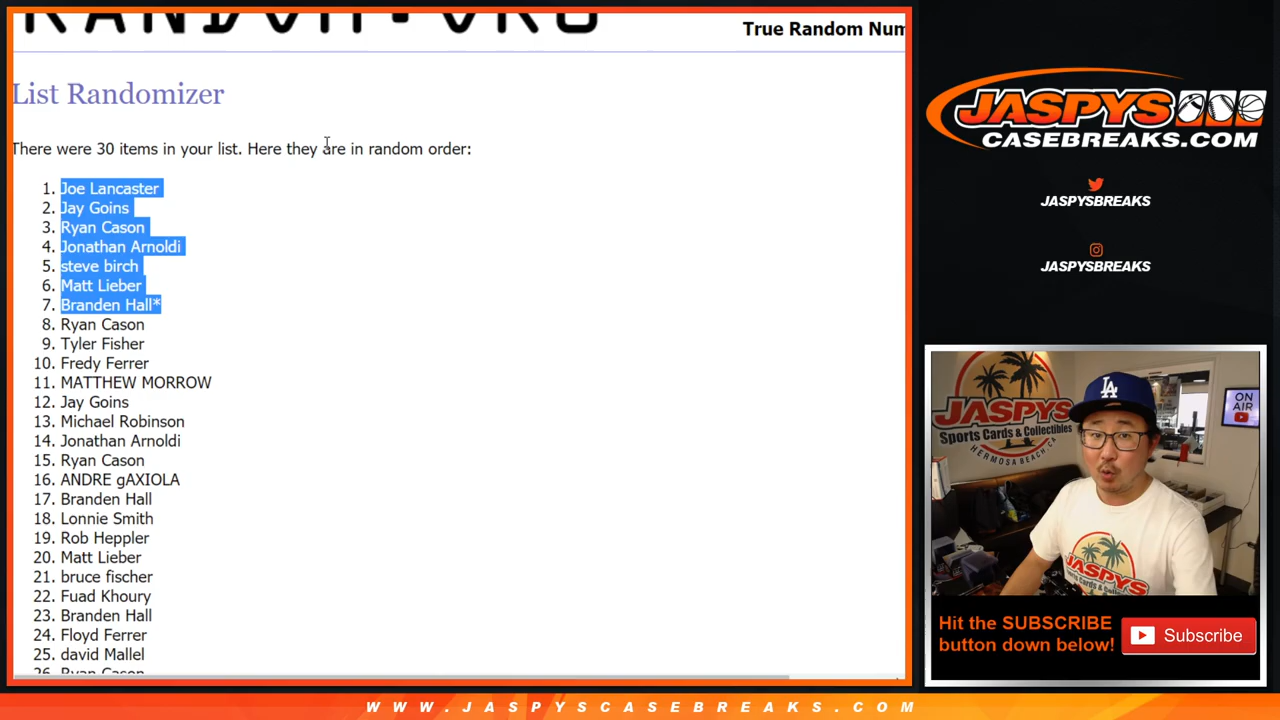 RANDOM.ORG
True Random Num
List Randomizer
There were 30 items in your list. Here they are in random order:
1. Joe Lancaster
2. Jay Goins
3. Ryan Cason
4. Jonathan Arnoldi
5. steve birch
6. Matt Lieber
7. Branden Hall*
8. Ryan Cason
9. Tyler Fisher
10. Fredy Ferrer
11. MATTHEW MORROW
12. Jay Goins
13. Michael Robinson
14. Jonathan Arnoldi
15. Ryan Cason
16. ANDRE gAXIOLA
17. Branden Hall
18. Lonnie Smith
19. Rob Heppler
20. Matt Lieber
21. bruce fischer
22. Fuad Khoury
23. Branden Hall
24. Floyd Ferrer
25. david Mallel
26. Ryan Cason
JASPYS
CASEBREAKS.COM
JASPYSBREAKS
JASPYSBREAKS
JASPYS
Sports Cards & Collectibles
HERMOSA BEACH, CA
ON
AIR
LA
JASPYS
Hit the SUBSCRIBE
button down below!
Subscribe
WWW.JASPYSCASEBREAKS.COM